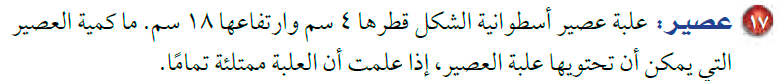 ١٧ عصير: علبة عصير أسطوانية الشكل قطرها ٤ سم وارتفاعها ١٨ سم. ما كمية العصير
التي يمكن أن تحتويها علبة العصير، إذا علمت أن العلبة ممتلئة تمامًا.